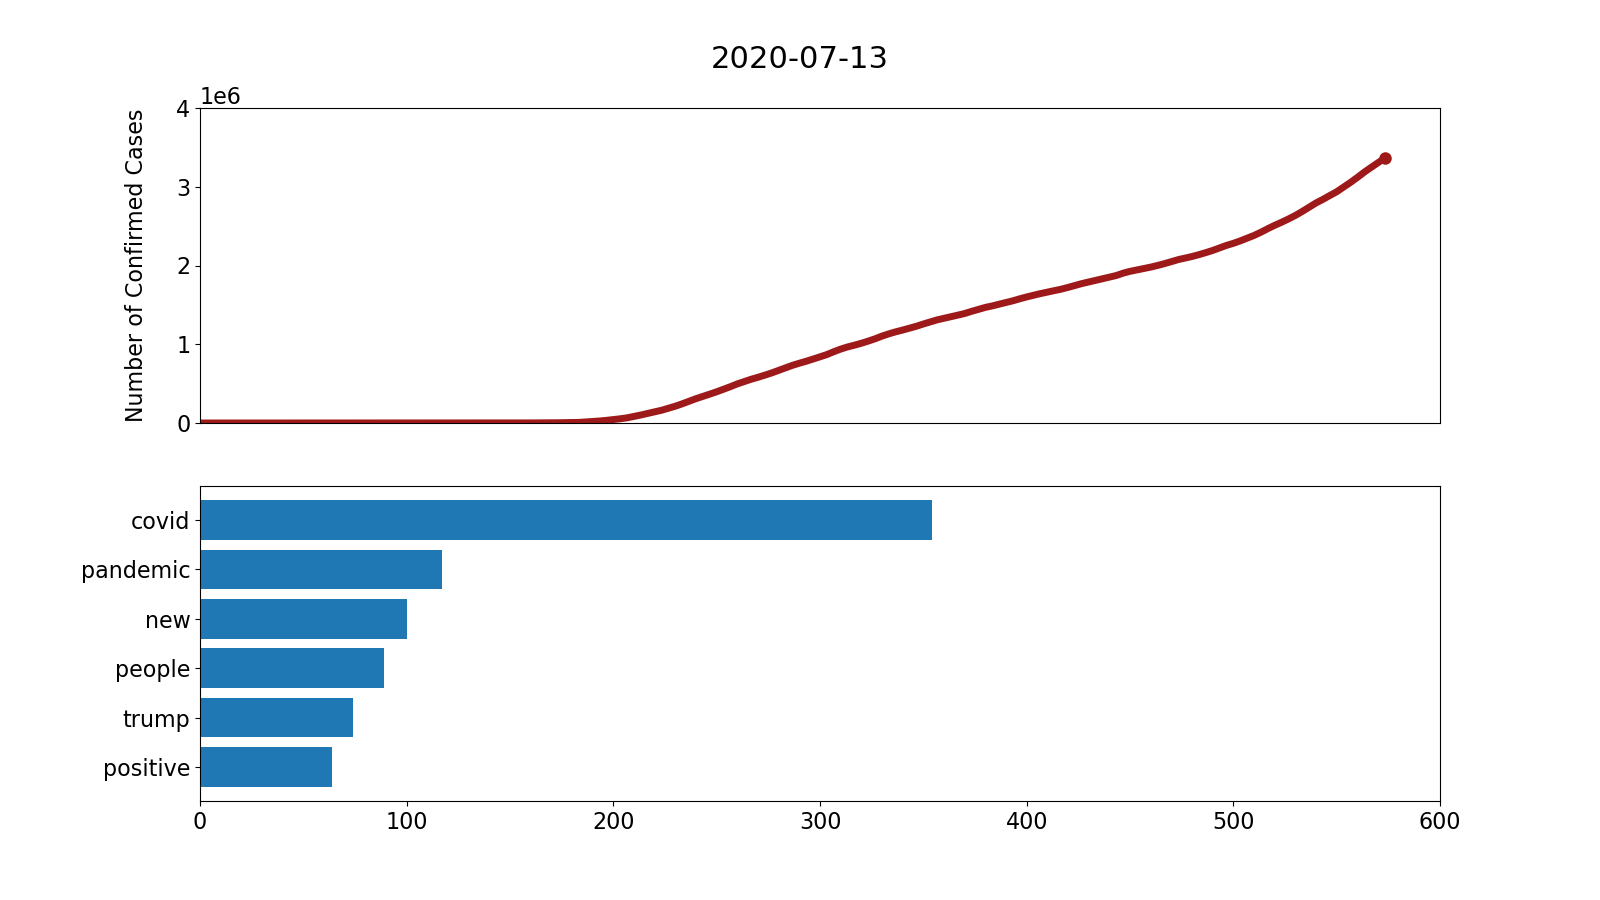 2020-07-13
1e6
4
3
2
1
0
Number of Confirmed Cases
covid
pandemic
new
people
trump
positive
0 100 200 300 400 500 600